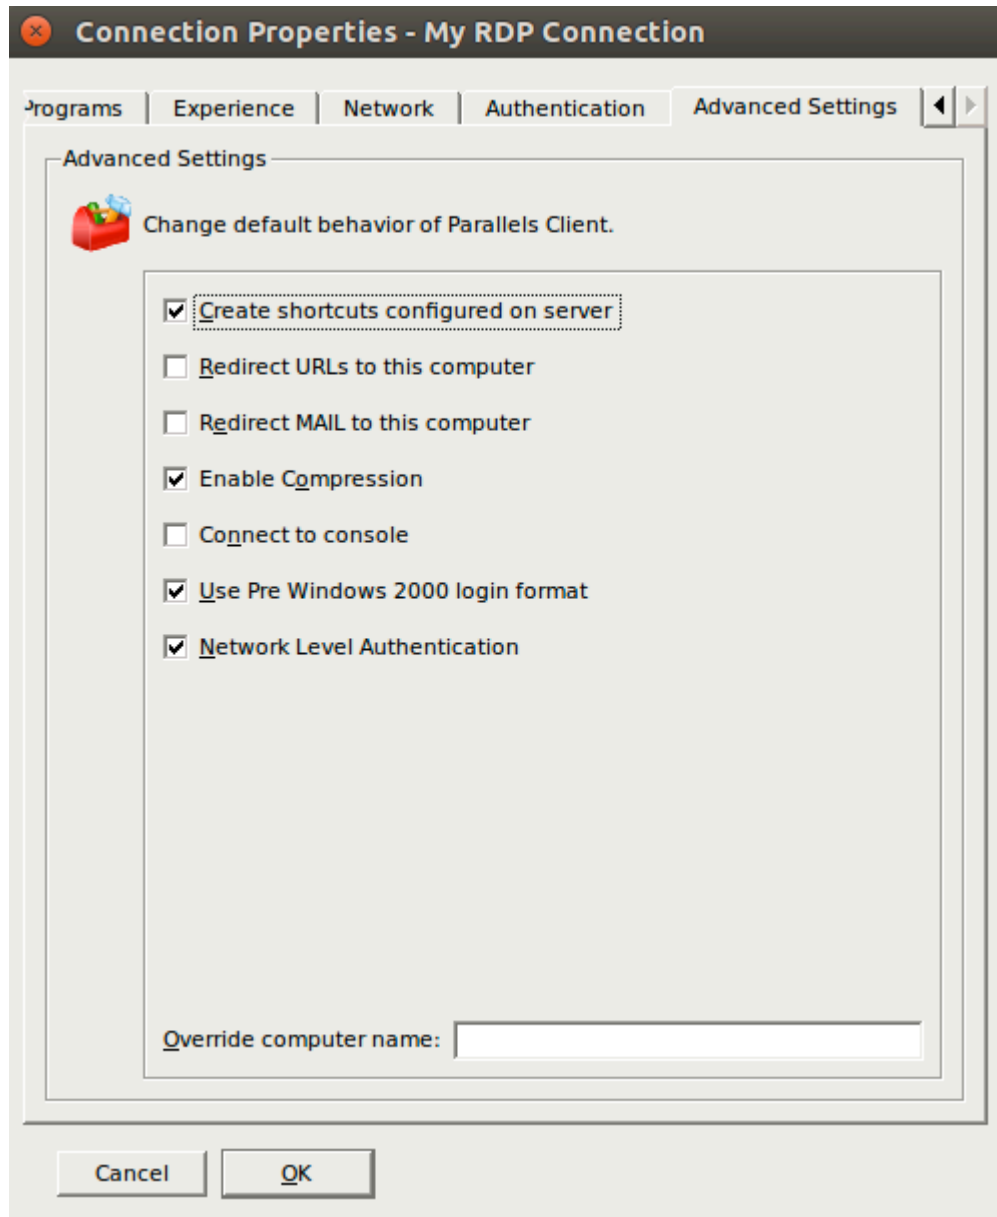 Connection Properties - My RDP Connection
Programs Experience Network Authentication Advanced Settings
Advanced Settings
Change default behavior of Parallels Client.
Create shortcuts configured on server
Redirect URLs to this computer
Redirect MAIL to this computer
Enable Compression
Connect to console
Use Pre Windows 2000 login format
Network Level Authentication
Override computer name:
Cancel OK